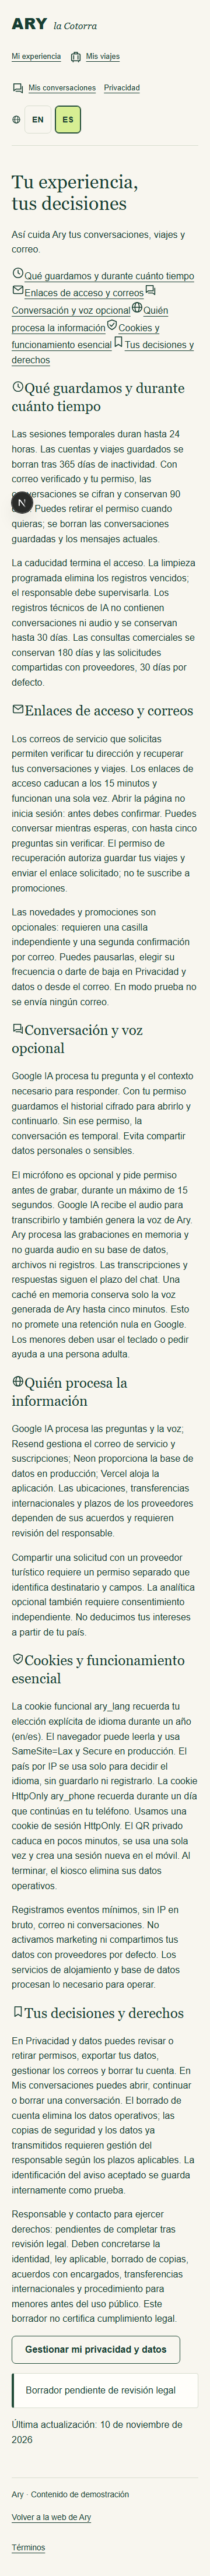 ARY la Cotorra
Mi experiencia Mis viajes
Mis conversaciones Privacidad
EN ES
Tu experiencia,
tus decisiones
Así cuida Ary tus conversaciones, viajes y
correo.
Qué guardamos y durante cuánto tiempo
Enlaces de acceso y correos
Conversación y voz opcional Quién
procesa la información Cookies y
funcionamiento esencial Tus decisiones y
derechos
Qué guardamos y durante
cuánto tiempo
Las sesiones temporales duran hasta 24
horas. Las cuentas y viajes guardados se
borran tras 365 días de inactividad. Con
correo verificado y tu permiso, las
conversaciones se cifran y conservan 90
N Puedes retirar el permiso cuando
quieras; se borran las conversaciones
guardadas y los mensajes actuales.
La caducidad termina el acceso. La limpieza
programada elimina los registros vencidos;
el responsable debe supervisarla. Los
registros técnicos de IA no contienen
conversaciones ni audio y se conservan
hasta 30 días. Las consultas comerciales se
conservan 180 días y las solicitudes
compartidas con proveedores, 30 días por
defecto.
Enlaces de acceso y correos
Los correos de servicio que solicitas
permiten verificar tu dirección y recuperar
tus conversaciones y viajes. Los enlaces de
acceso caducan a los 15 minutos y
funcionan una sola vez. Abrir la página no
inicia sesión: antes debes confirmar. Puedes
conversar mientras esperas, con hasta cinco
preguntas sin verificar. El permiso de
recuperación autoriza guardar tus viajes y
enviar el enlace solicitado; no te suscribe a
promociones.
Las novedades y promociones son
opcionales: requieren una casilla
independiente y una segunda confirmación
por correo. Puedes pausarlas, elegir su
frecuencia o darte de baja en Privacidad y
datos o desde el correo. En modo prueba no
se envía ningún correo.
Conversación y voz
opcional
Google IA procesa tu pregunta y el contexto
necesario para responder. Con tu permiso
guardamos el historial cifrado para abrirlo y
continuarlo. Sin ese permiso, la
conversación es temporal. Evita compartir
datos personales o sensibles.
El micrófono es opcional y pide permiso
antes de grabar, durante un máximo de 15
segundos. Google IA recibe el audio para
transcribirlo y también genera la voz de Ary.
Ary procesa las grabaciones en memoria y
no guarda audio en su base de datos,
archivos ni registros. Las transcripciones y
respuestas siguen el plazo del chat. Una
caché en memoria conserva solo la voz
generada de Ary hasta cinco minutos. Esto
no promete una retención nula en Google.
Los menores deben usar el teclado o pedir
ayuda a una persona adulta.
Quién procesa la
información
Google IA procesa las preguntas y la voz;
Resend gestiona el correo de servicio y
suscripciones; Neon proporciona la base de
datos en producción; Vercel aloja la
aplicación. Las ubicaciones, transferencias
internacionales y plazos de los proveedores
dependen de sus acuerdos y requieren
revisión del responsable.
Compartir una solicitud con un proveedor
turístico requiere un permiso separado que
identifica destinatario y campos. La analítica
opcional también requiere consentimiento
independiente. No deducimos tus intereses
a partir de tu país.
Cookies y funcionamiento
esencial
La cookie funcional ary_lang recuerda tu
elección explícita de idioma durante un año
(en/es). El navegador puede leerla y usa
SameSite=Lax y Secure en producción. El
país por IP se usa solo para decidir el
idioma, sin guardarlo ni registrarlo. La cookie
HttpOnly ary_phone recuerda durante un día
que continúas en tu teléfono. Usamos una
cookie de sesión HttpOnly. El QR privado
caduca en pocos minutos, se usa una sola
vez y crea una sesión nueva en el móvil. Al
terminar, el kiosco elimina sus datos
operativos.
Registramos eventos mínimos, sin IP en
bruto, correo ni conversaciones. No
activamos marketing ni compartimos tus
datos con proveedores por defecto. Los
servicios de alojamiento y base de datos
procesan lo necesario para operar.
Tus decisiones y derechos
En Privacidad y datos puedes revisar o
retirar permisos, exportar tus datos,
gestionar los correos y borrar tu cuenta. En
Mis conversaciones puedes abrir, continuar
o borrar una conversación. El borrado de
cuenta elimina los datos operativos; las
copias de seguridad y los datos ya
transmitidos requieren gestión del
responsable según los plazos aplicables. La
identificación del aviso aceptado se guarda
internamente como prueba.
Responsable y contacto para ejercer
derechos: pendientes de completar tras
revisión legal. Deben concretarse la
identidad, ley aplicable, borrado de copias,
acuerdos con encargados, transferencias
internacionales y procedimiento para
menores antes del uso público. Este
borrador no certifica cumplimiento legal.
Gestionar mi privacidad y datos
Borrador pendiente de revisión legal
Última actualización: 10 de noviembre de
2026
Ary · Contenido de demostración
Volver a la web de Ary
Términos